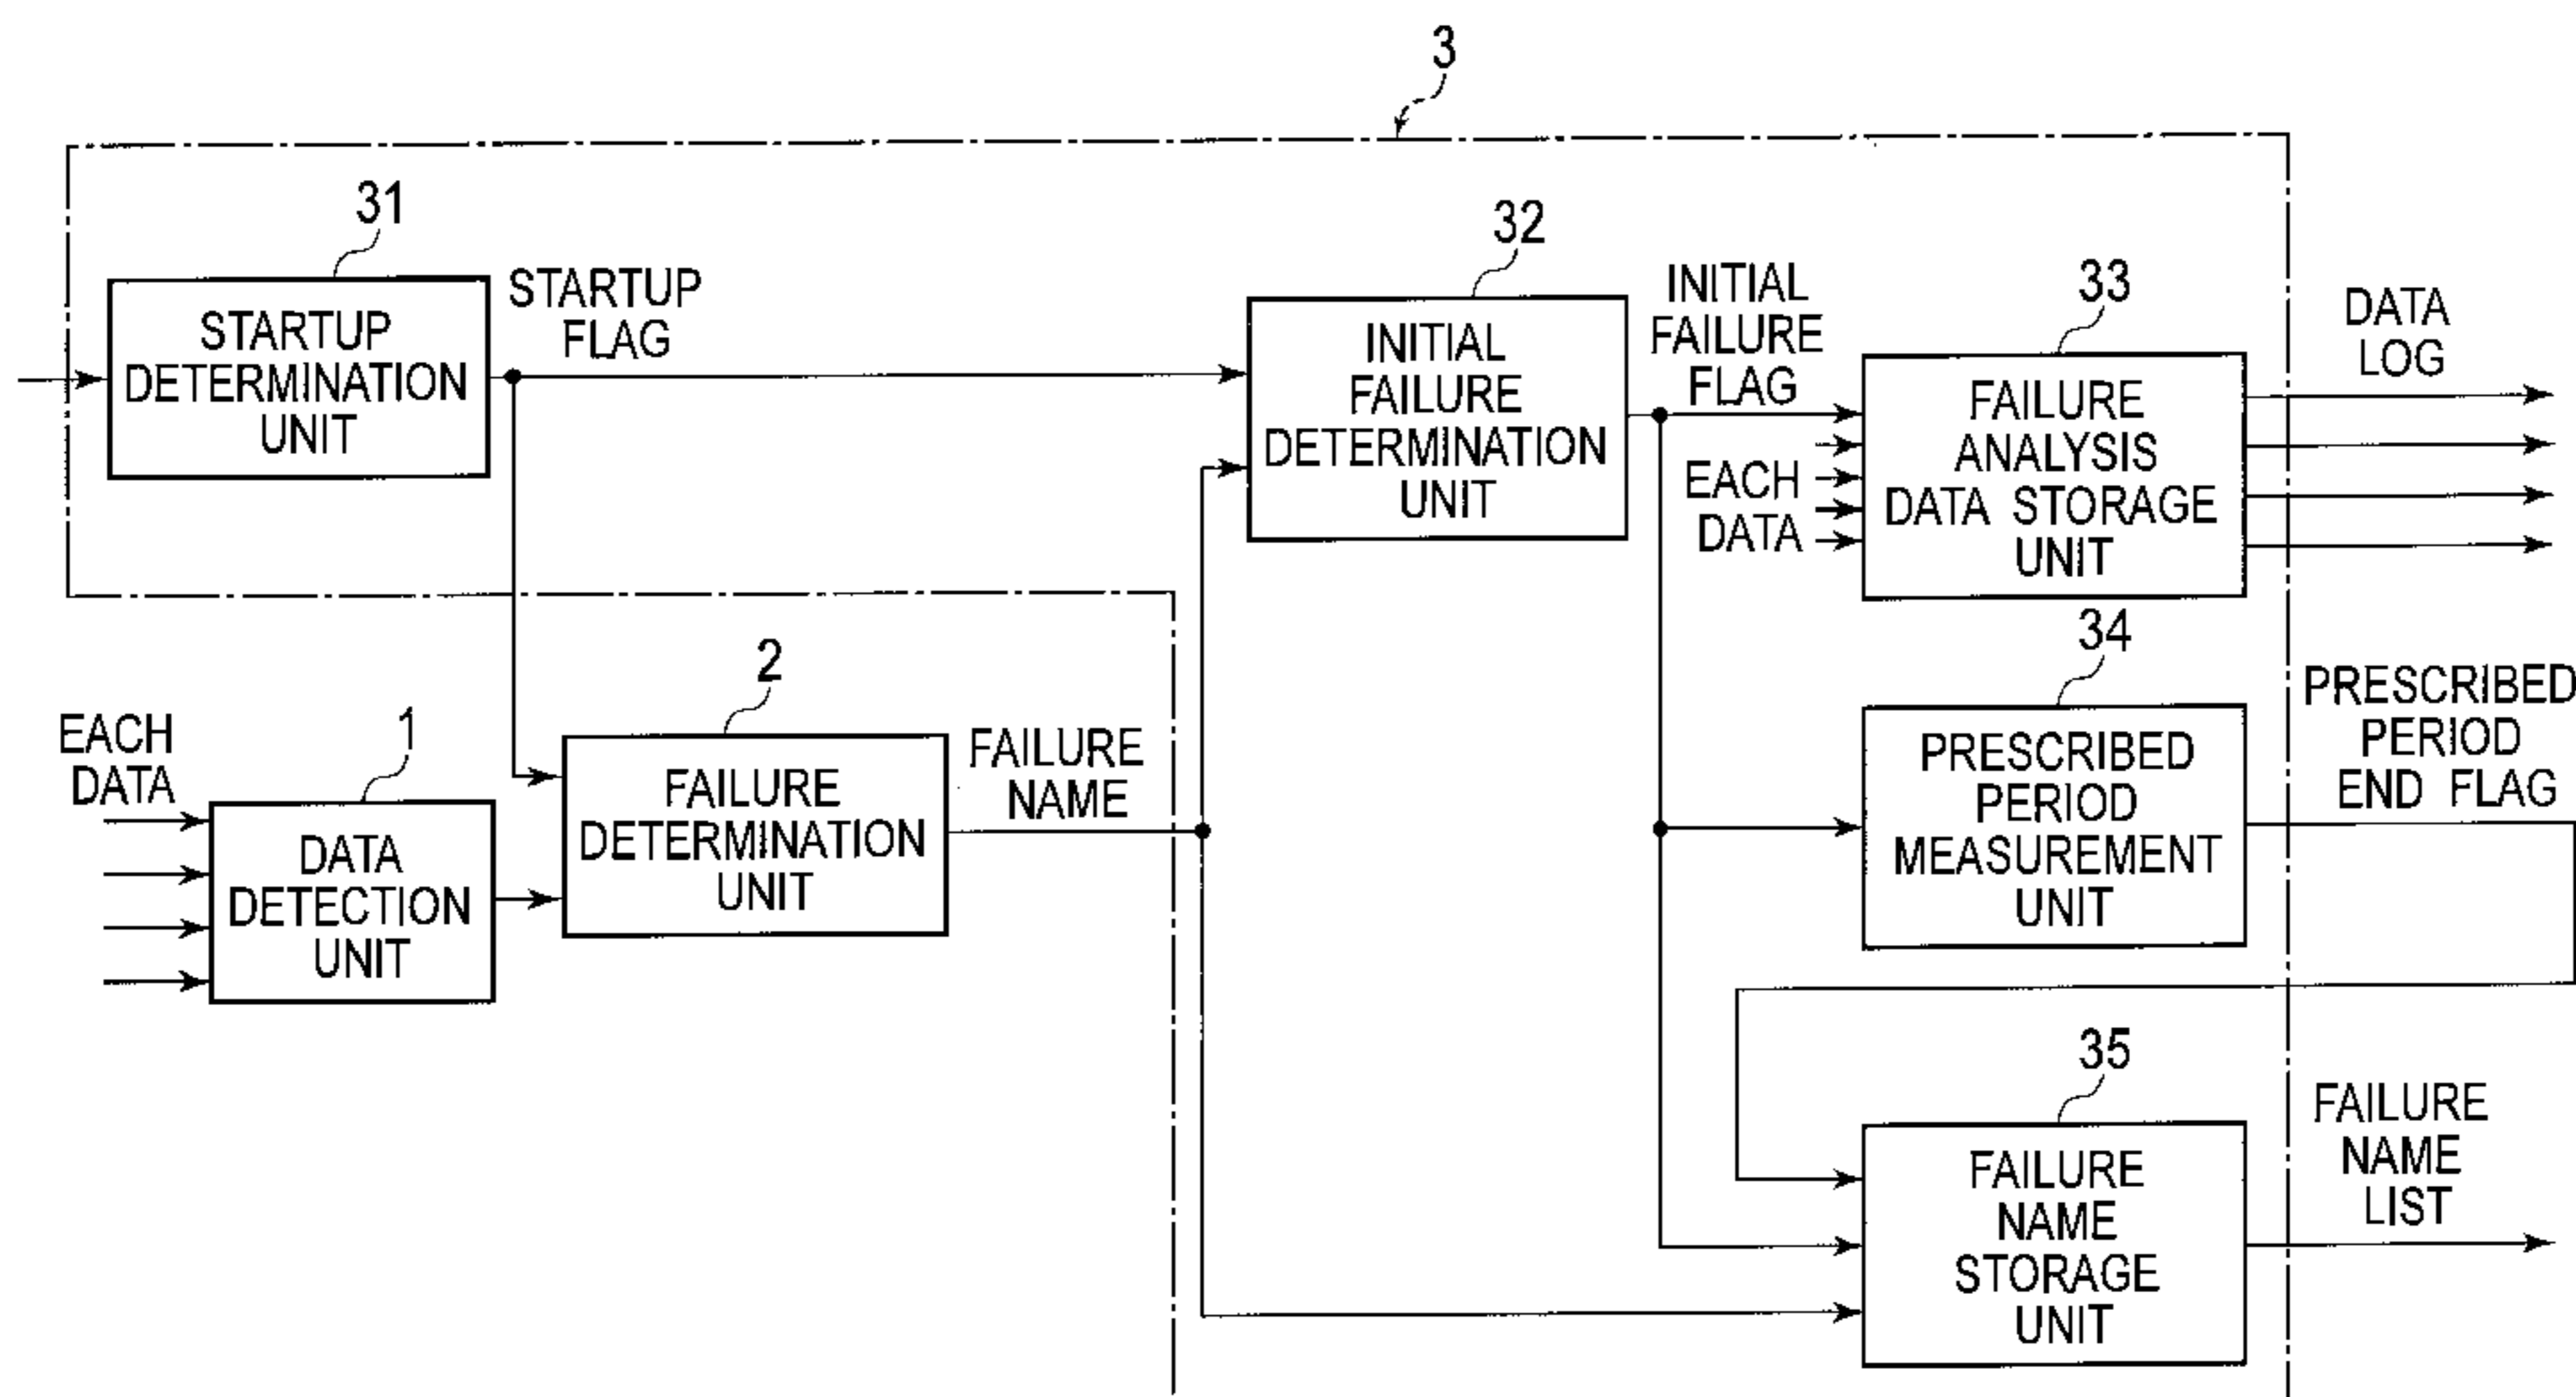 3
31
STARTUP
DETERMINATION
UNIT
STARTUP
FLAG
32
INITIAL
FAILURE
DETERMINATION
UNIT
INITIAL
FAILURE
FLAG
EACH
DATA
33
FAILURE
ANALYSIS
DATA STORAGE
UNIT
DATA
LOG
EACH
DATA
1
DATA
DETECTION
UNIT
2
FAILURE
DETERMINATION
UNIT
FAILURE
NAME
34
PRESCRIBED
PERIOD
MEASUREMENT
UNIT
PRESCRIBED
PERIOD
END FLAG
35
FAILURE
NAME
STORAGE
UNIT
FAILURE
NAME
LIST